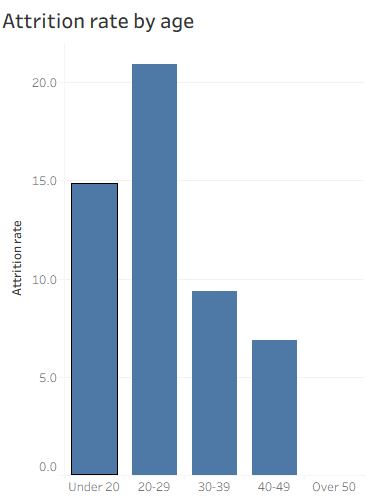 Attrition rate by age
20.0
15.0
10.0
5.0
0.0
Attrition rate
Under 20 20-29 30-39 40-49 Over 50